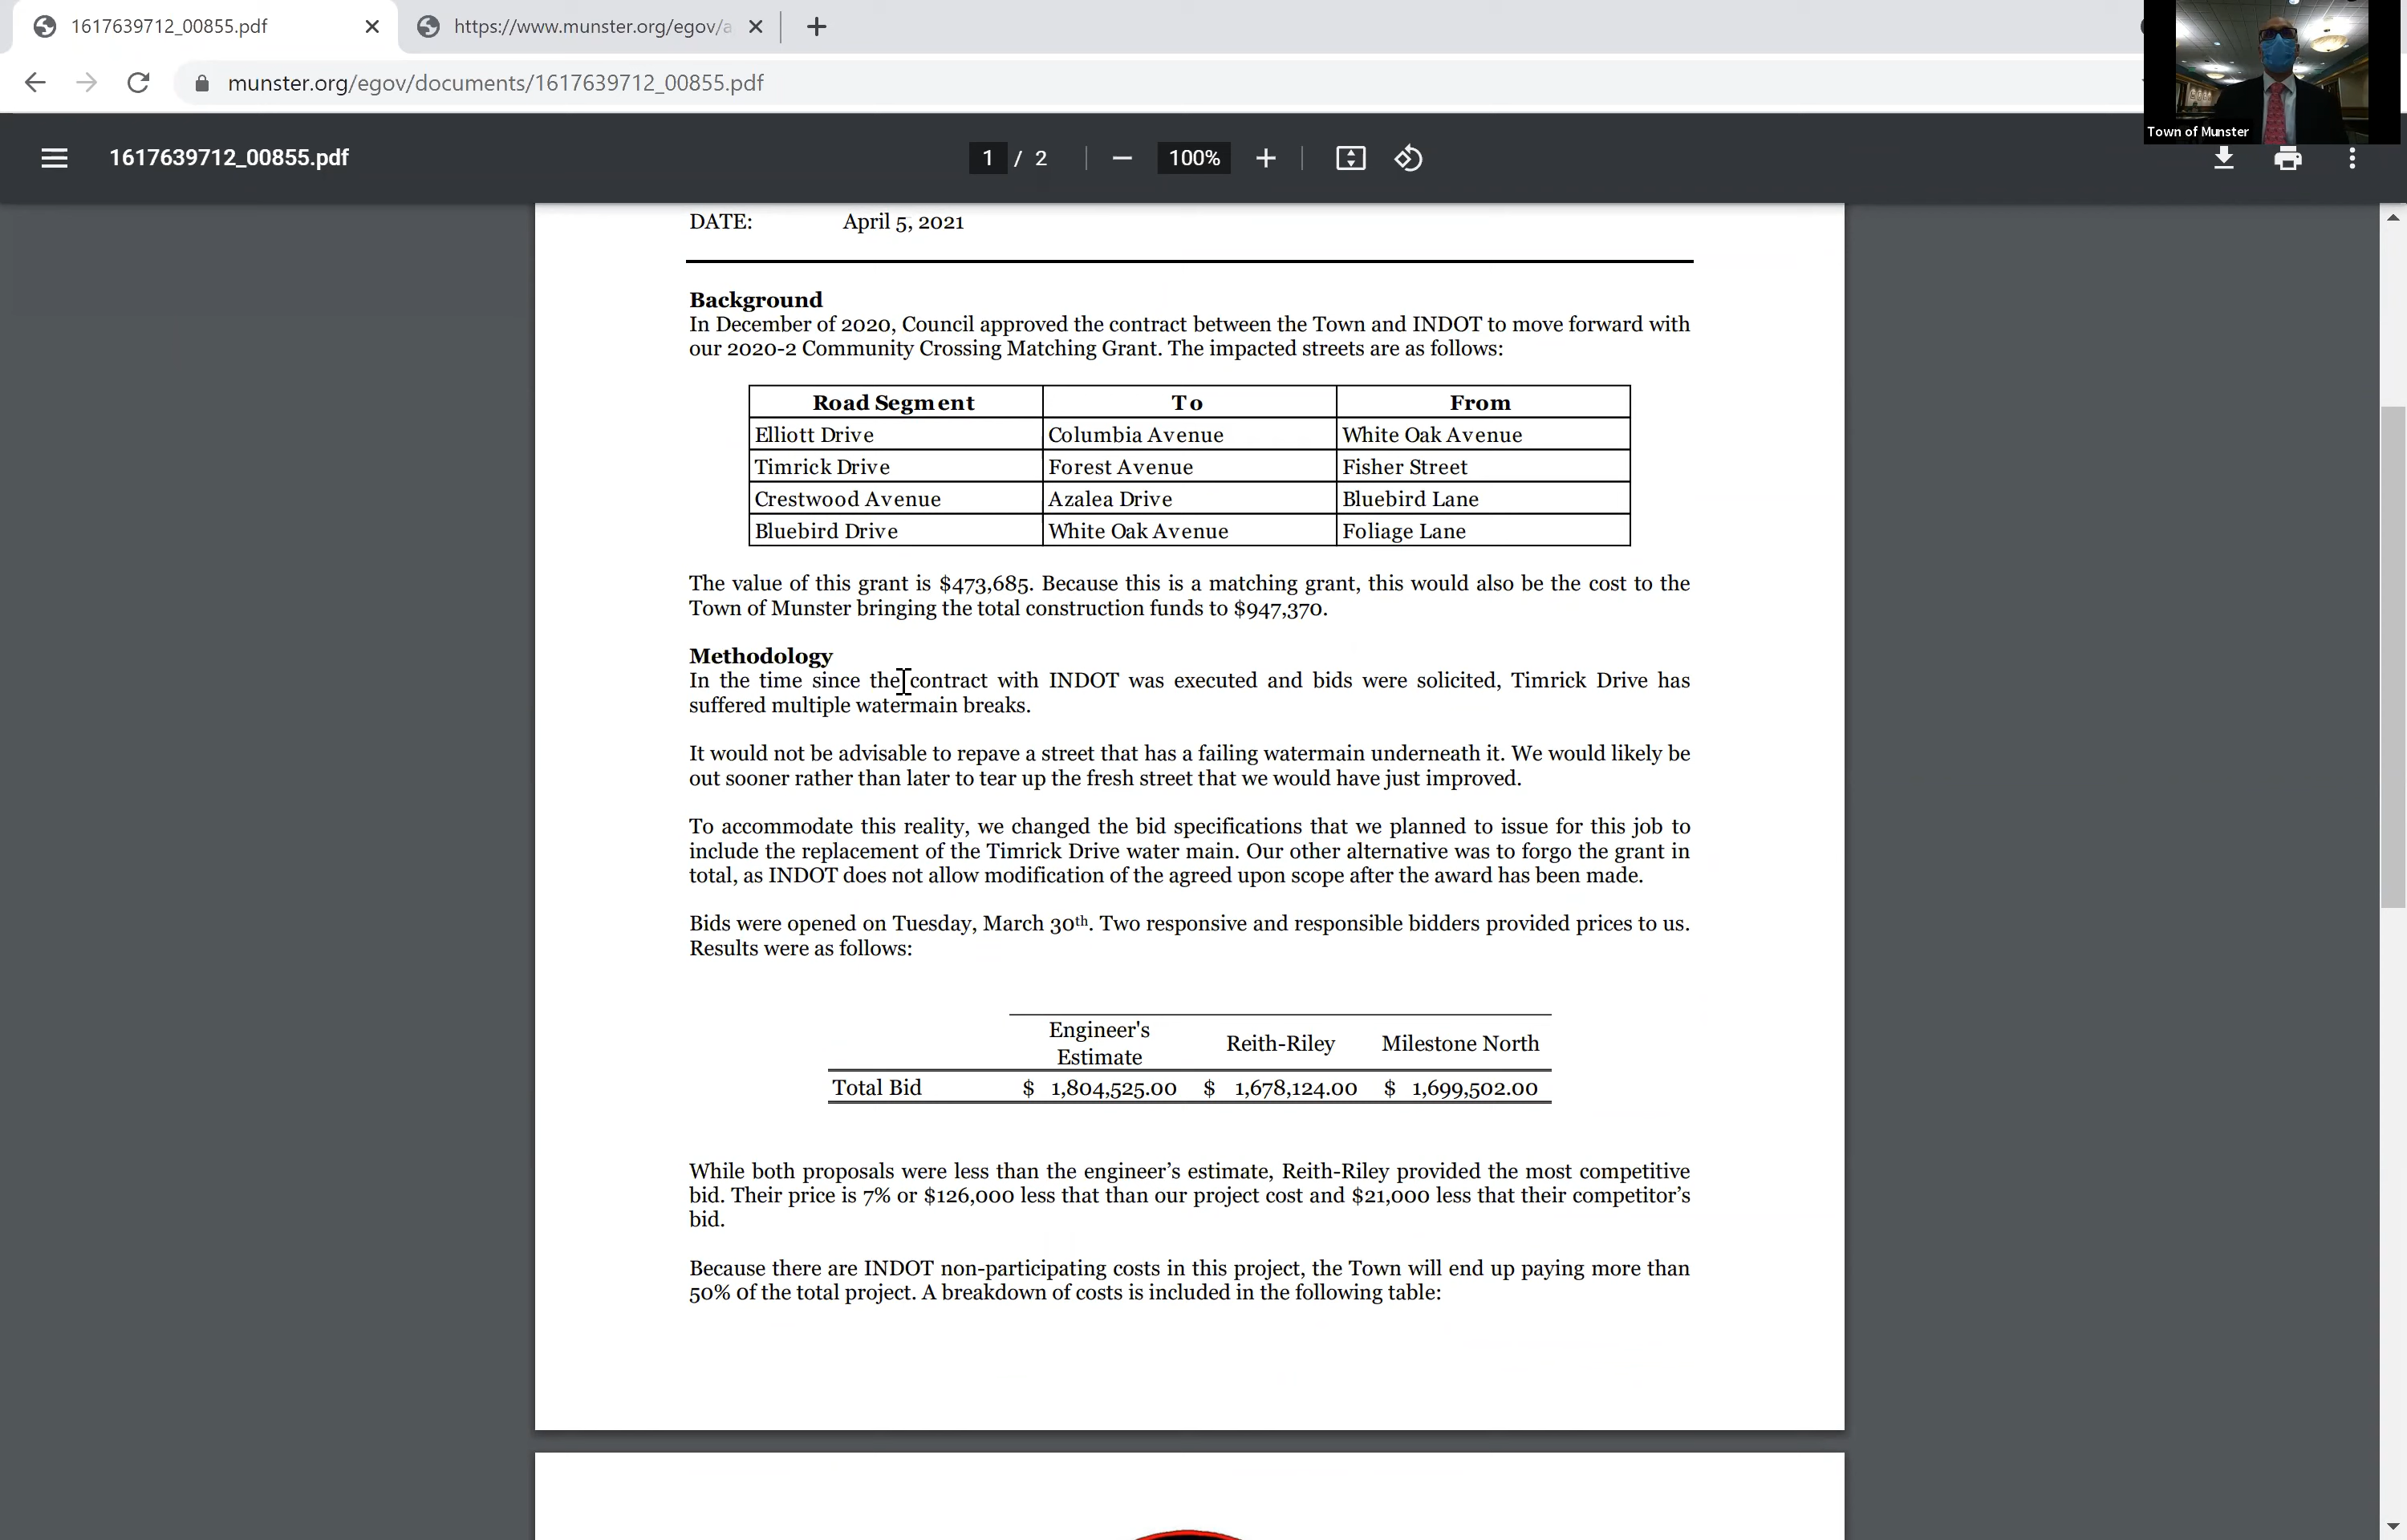 1617639712_00855.pdf
https://www.munster.org/egov/a
munster.org/egov/documents/1617639712_00855.pdf
Town of Munster
1617639712_00855.pdf
1 / 2
100%
DATE: April 5, 2021
Background
In December of 2020, Council approved the contract between the Town and INDOT to move forward with
our 2020-2 Community Crossing Matching Grant. The impacted streets are as follows:
Road Segment To From
Elliott Drive Columbia Avenue White Oak Avenue
Timrick Drive Forest Avenue Fisher Street
Crestwood Avenue Azalea Drive Bluebird Lane
Bluebird Drive White Oak Avenue Foliage Lane
The value of this grant is $473,685. Because this is a matching grant, this would also be the cost to the
Town of Munster bringing the total construction funds to $947,370.
Methodology
In the time since the contract with INDOT was executed and bids were solicited, Timrick Drive has
suffered multiple watermain breaks.
It would not be advisable to repave a street that has a failing watermain underneath it. We would likely be
out sooner rather than later to tear up the fresh street that we would have just improved.
To accommodate this reality, we changed the bid specifications that we planned to issue for this job to
include the replacement of the Timrick Drive water main. Our other alternative was to forgo the grant in
total, as INDOT does not allow modification of the agreed upon scope after the award has been made.
Bids were opened on Tuesday, March 30th. Two responsive and responsible bidders provided prices to us.
Results were as follows:
Engineer's
Estimate Reith-Riley Milestone North
Total Bid $ 1,804,525.00 $ 1,678,124.00 $ 1,699,502.00
While both proposals were less than the engineer's estimate, Reith-Riley provided the most competitive
bid. Their price is 7% or $126,000 less that than our project cost and $21,000 less that their competitor's
bid.
Because there are INDOT non-participating costs in this project, the Town will end up paying more than
50% of the total project. A breakdown of costs is included in the following table: